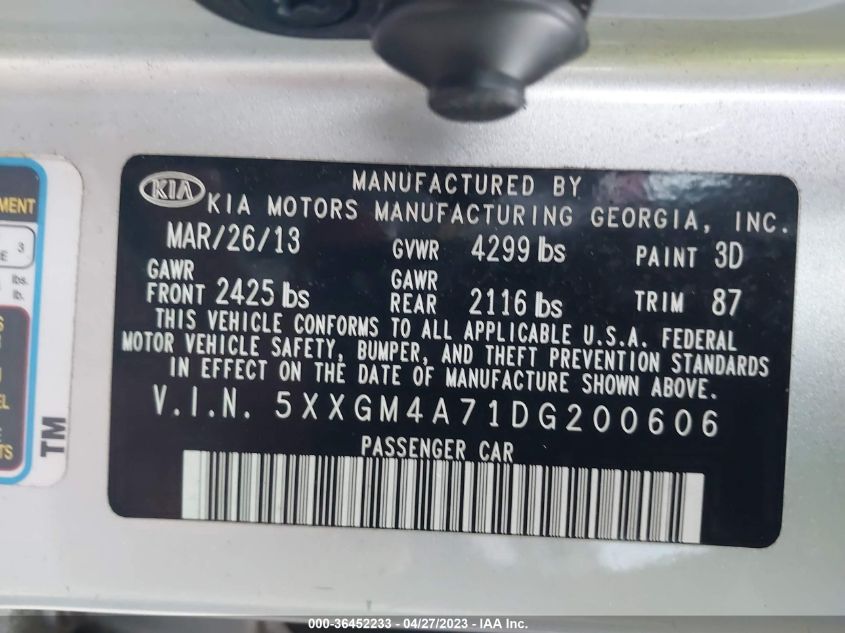 MANUFACTURED BY
KIA
KIA MOTORS MANUFACTURING GEORGIA, INC.
MAR/26/13 GVWR 4299 lbs PAINT 3D
GAWR FRONT 2425 lbs GAWR REAR 2116 lbs TRIM 87
THIS VEHICLE CONFORMS TO ALL APPLICABLE U.S.A. FEDERAL
MOTOR VEHICLE SAFETY, BUMPER, AND THEFT PREVENTION STANDARDS
IN EFFECT ON THE DATE OF MANUFACTURE SHOWN ABOVE.
V.I.N. 5XXGM4A71DG200606
PASSENGER CAR
3
lbs.
lb.
TM
000-36452233 - 04/27/2023 - IAA Inc.